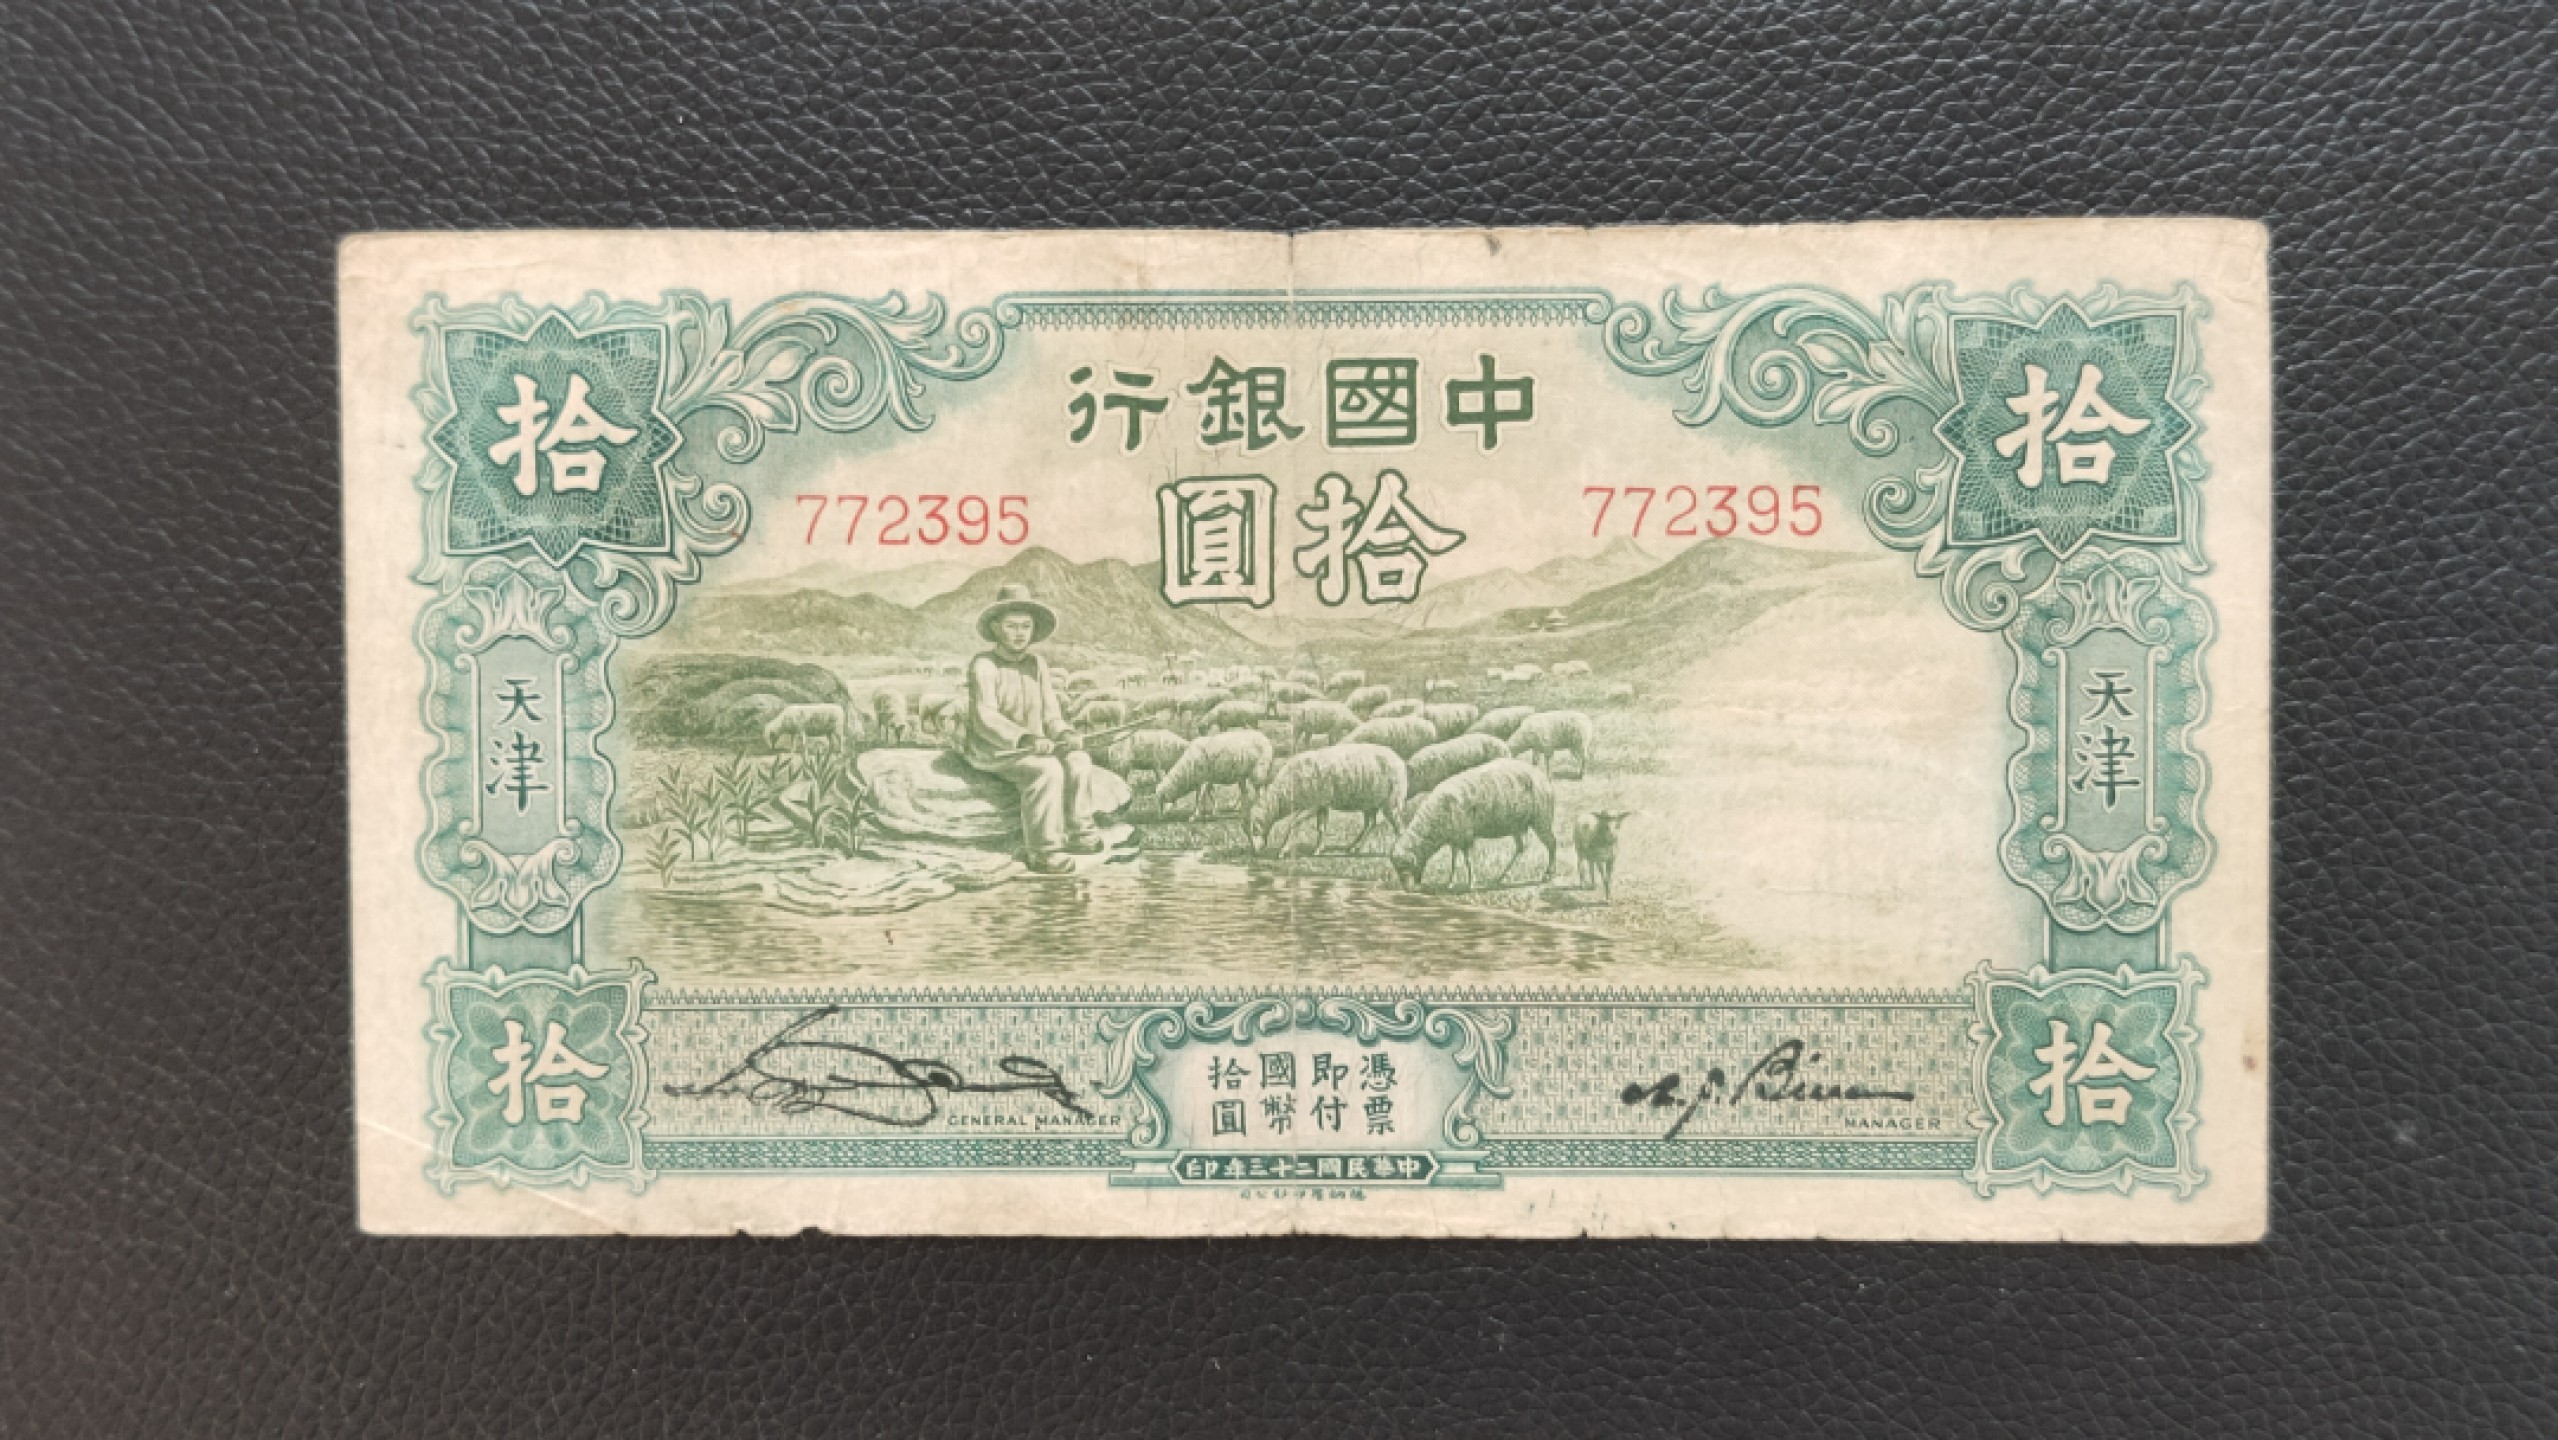 中國銀行
拾 拾
772395 拾圓 772395
天津 天津
憑票
即付
國幣
拾圓
GENERAL MANAGER
MANAGER
拾 拾
中華民國二十三年印